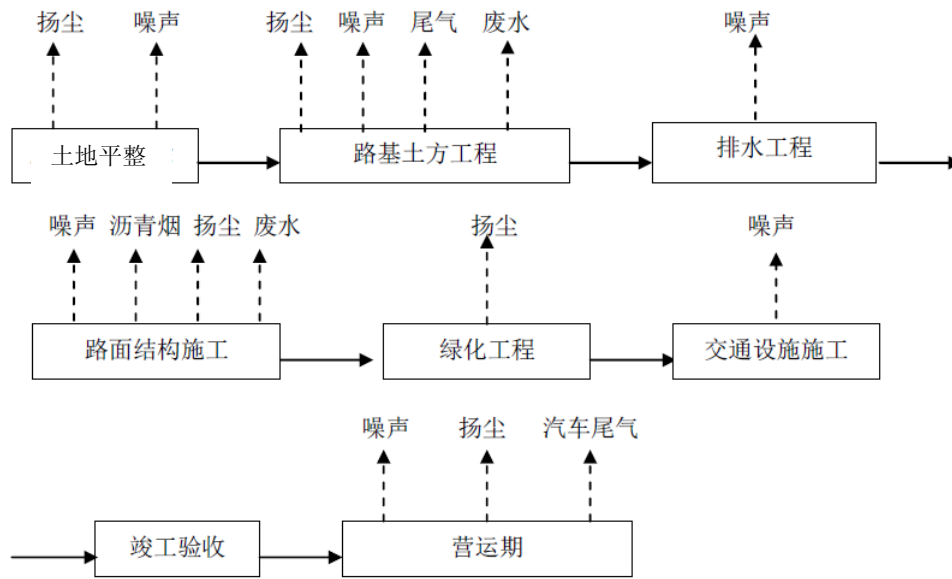 扬尘 噪声 扬尘 噪声 尾气 废水 噪声
土地平整 路基土方工程 排水工程
噪声 沥青烟 扬尘 废水 扬尘 噪声
路面结构施工 绿化工程 交通设施施工
噪声 扬尘 汽车尾气
竣工验收 营运期